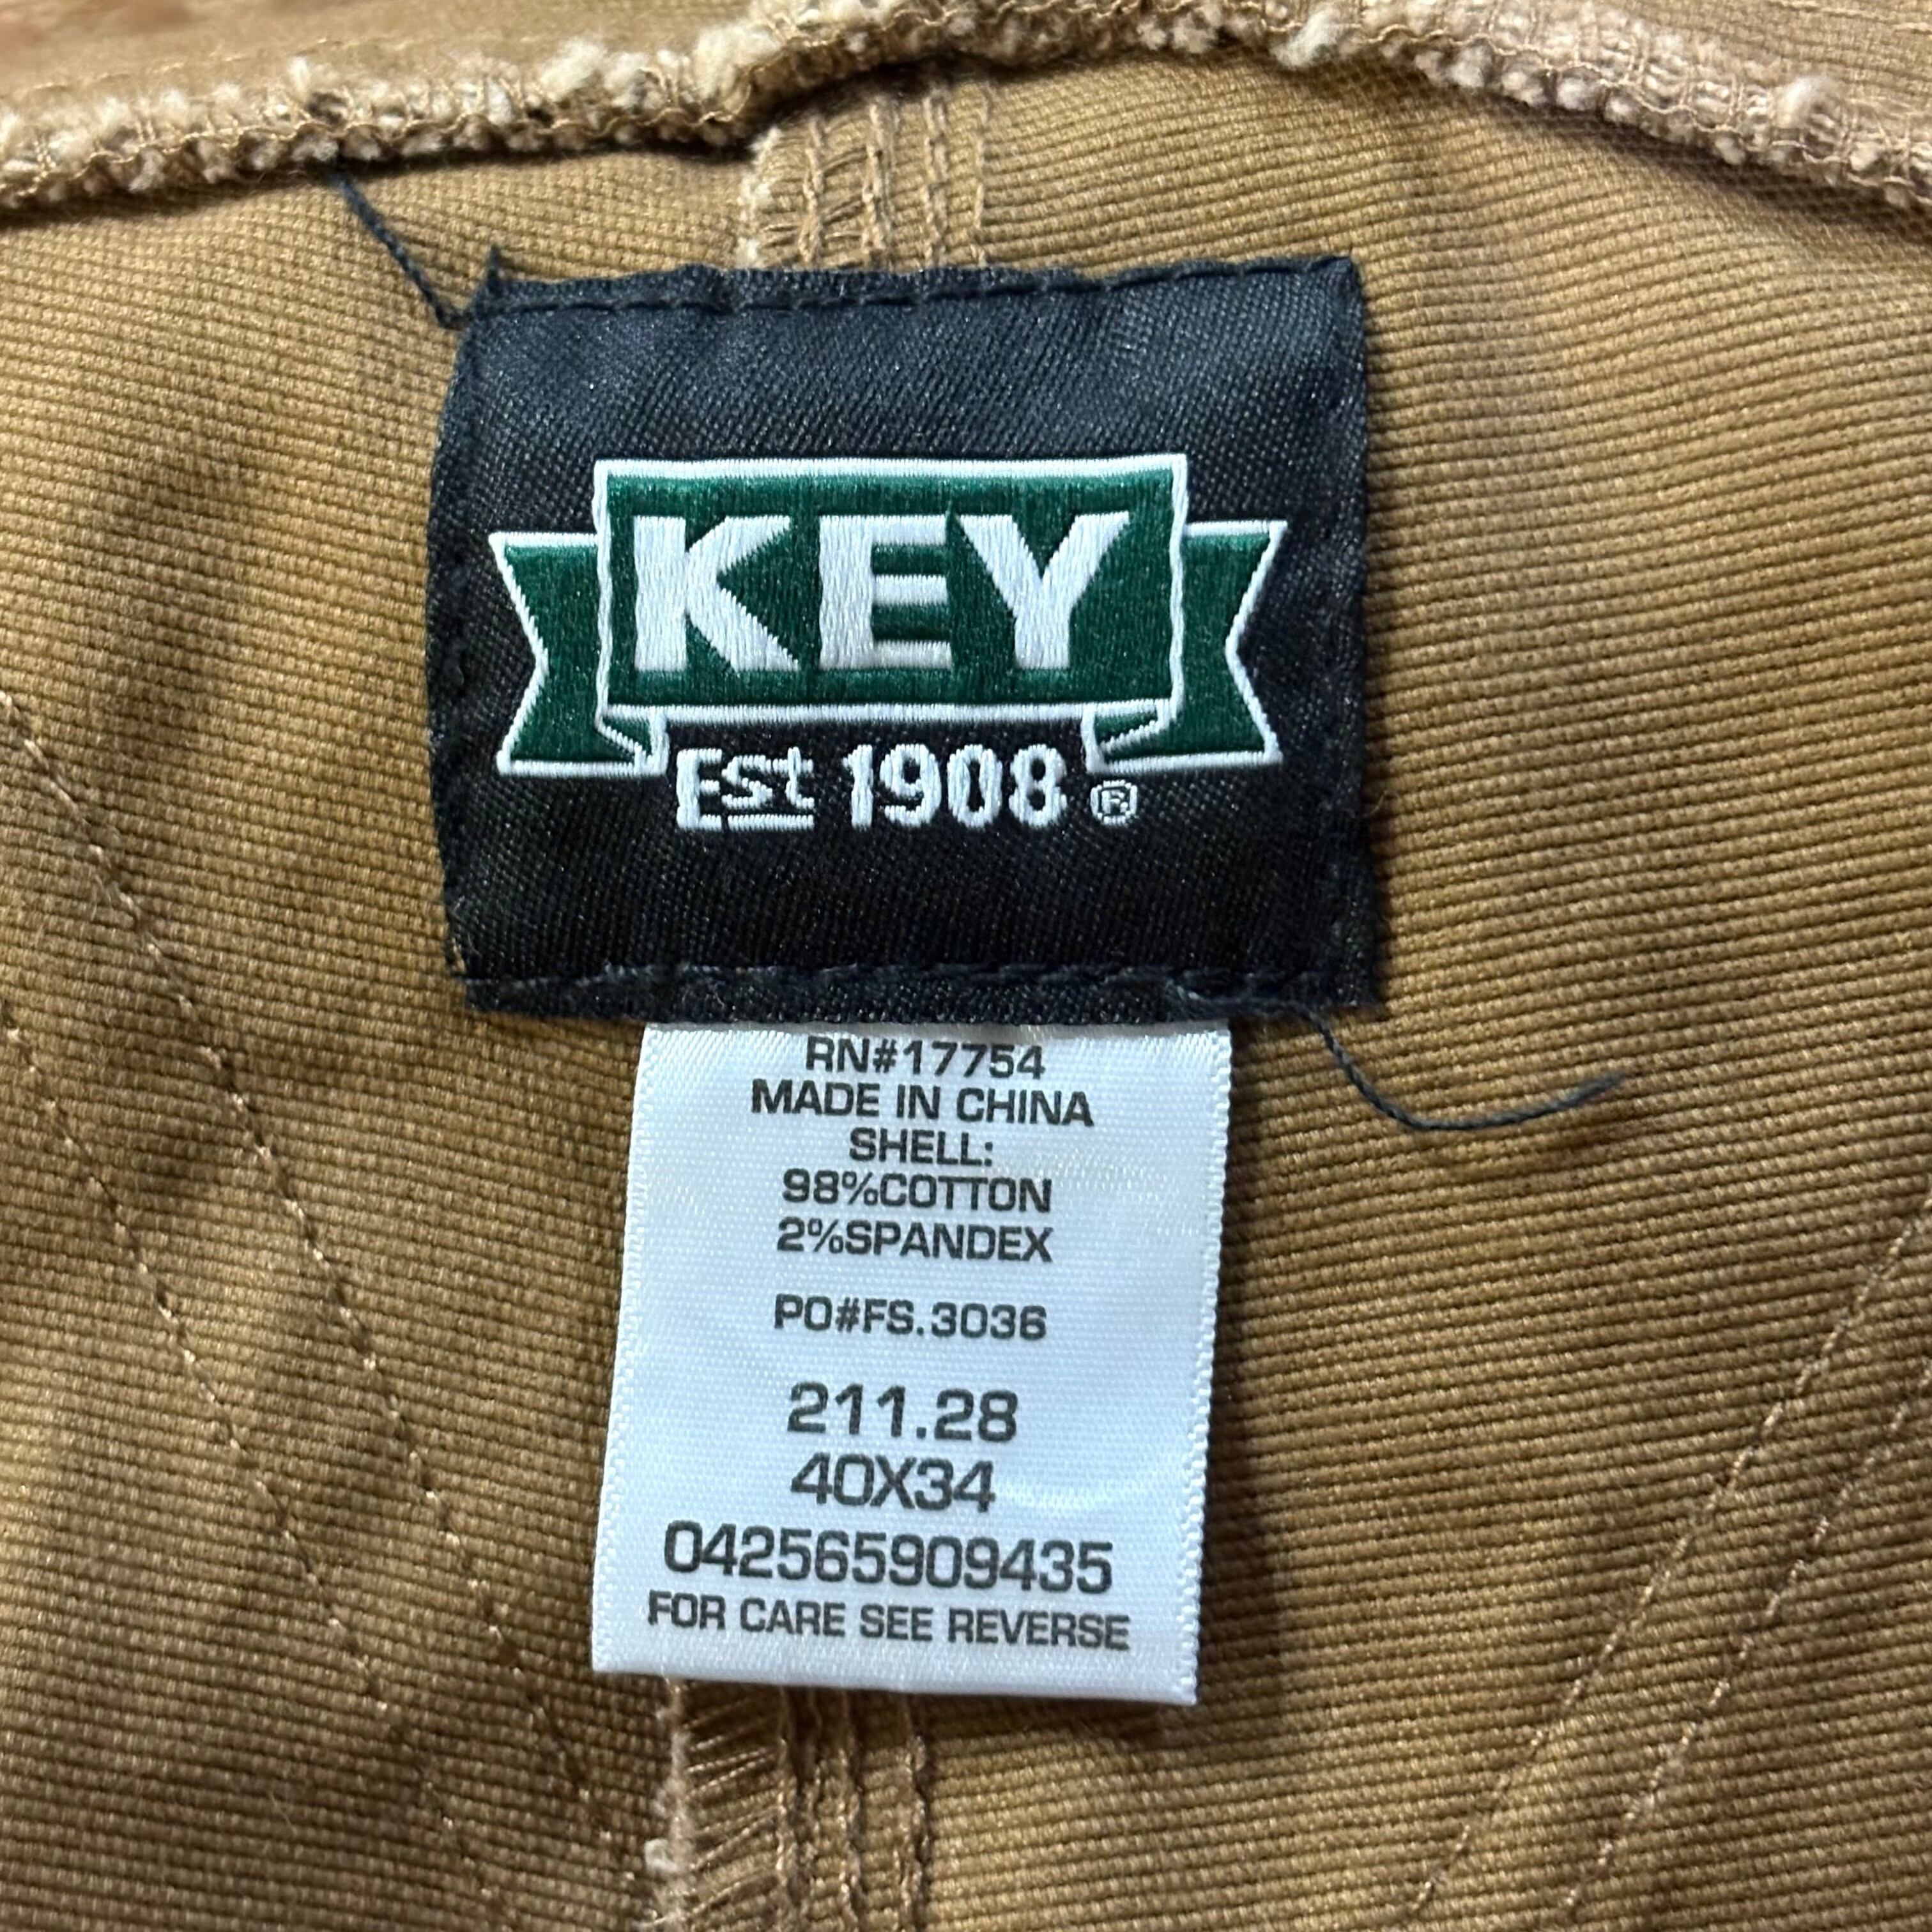 KEY
Est 1908 ®
RN#17754
MADE IN CHINA
SHELL:
98%COTTON
2%SPANDEX
PO#FS.3036
211.28
40X34
042565909435
FOR CARE SEE REVERSE